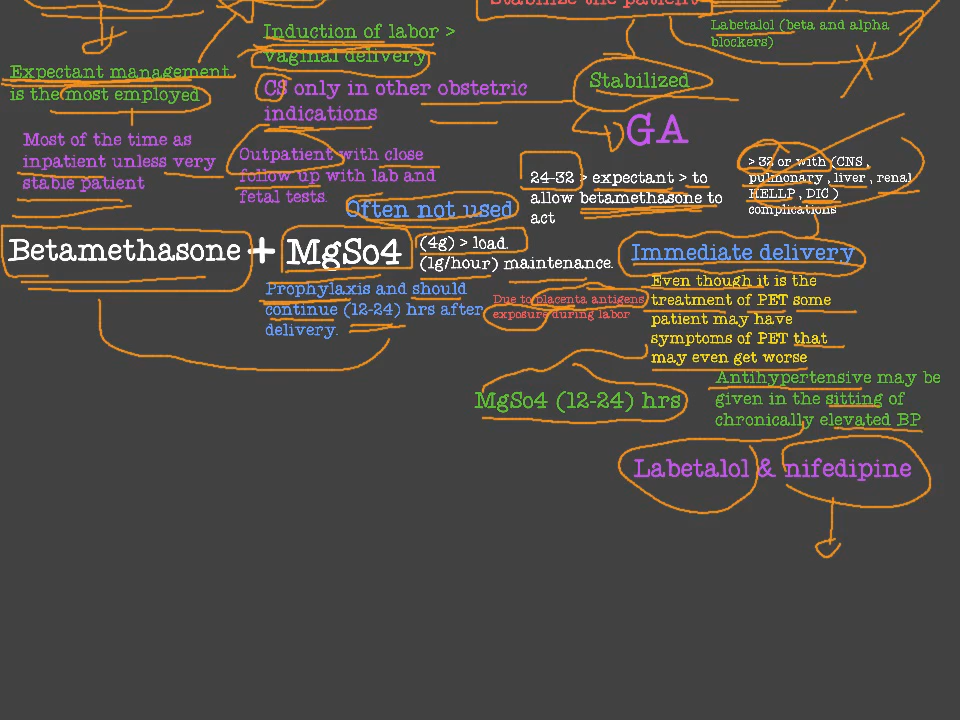 Stabilize the patient
Labetalol (beta and alpha
blockers)
Induction of labor >
vaginal delivery
CS only in other obstetric
indications
Expectant management
is the most employed
Most of the time as
inpatient unless very
stable patient
Outpatient with close
follow up with lab and
fetal tests.
Often not used
Stabilized
GA
24-32 > expectant > to
allow betamethasone to
act
> 32 or with (CNS ,
pulmonary , liver , renal
HELLP , DIC )
complications
Betamethasone + MgSo4
(4g) > load.
(1g/hour) maintenance.
Prophylaxis and should
continue (12-24) hrs after
delivery.
Due to placenta antigens
exposure during labor
Immediate delivery
Even though it is the
treatment of PET some
patient may have
symptoms of PET that
may even get worse
MgSo4 (12-24) hrs
Antihypertensive may be
given in the sitting of
chronically elevated BP
Labetalol & nifedipine